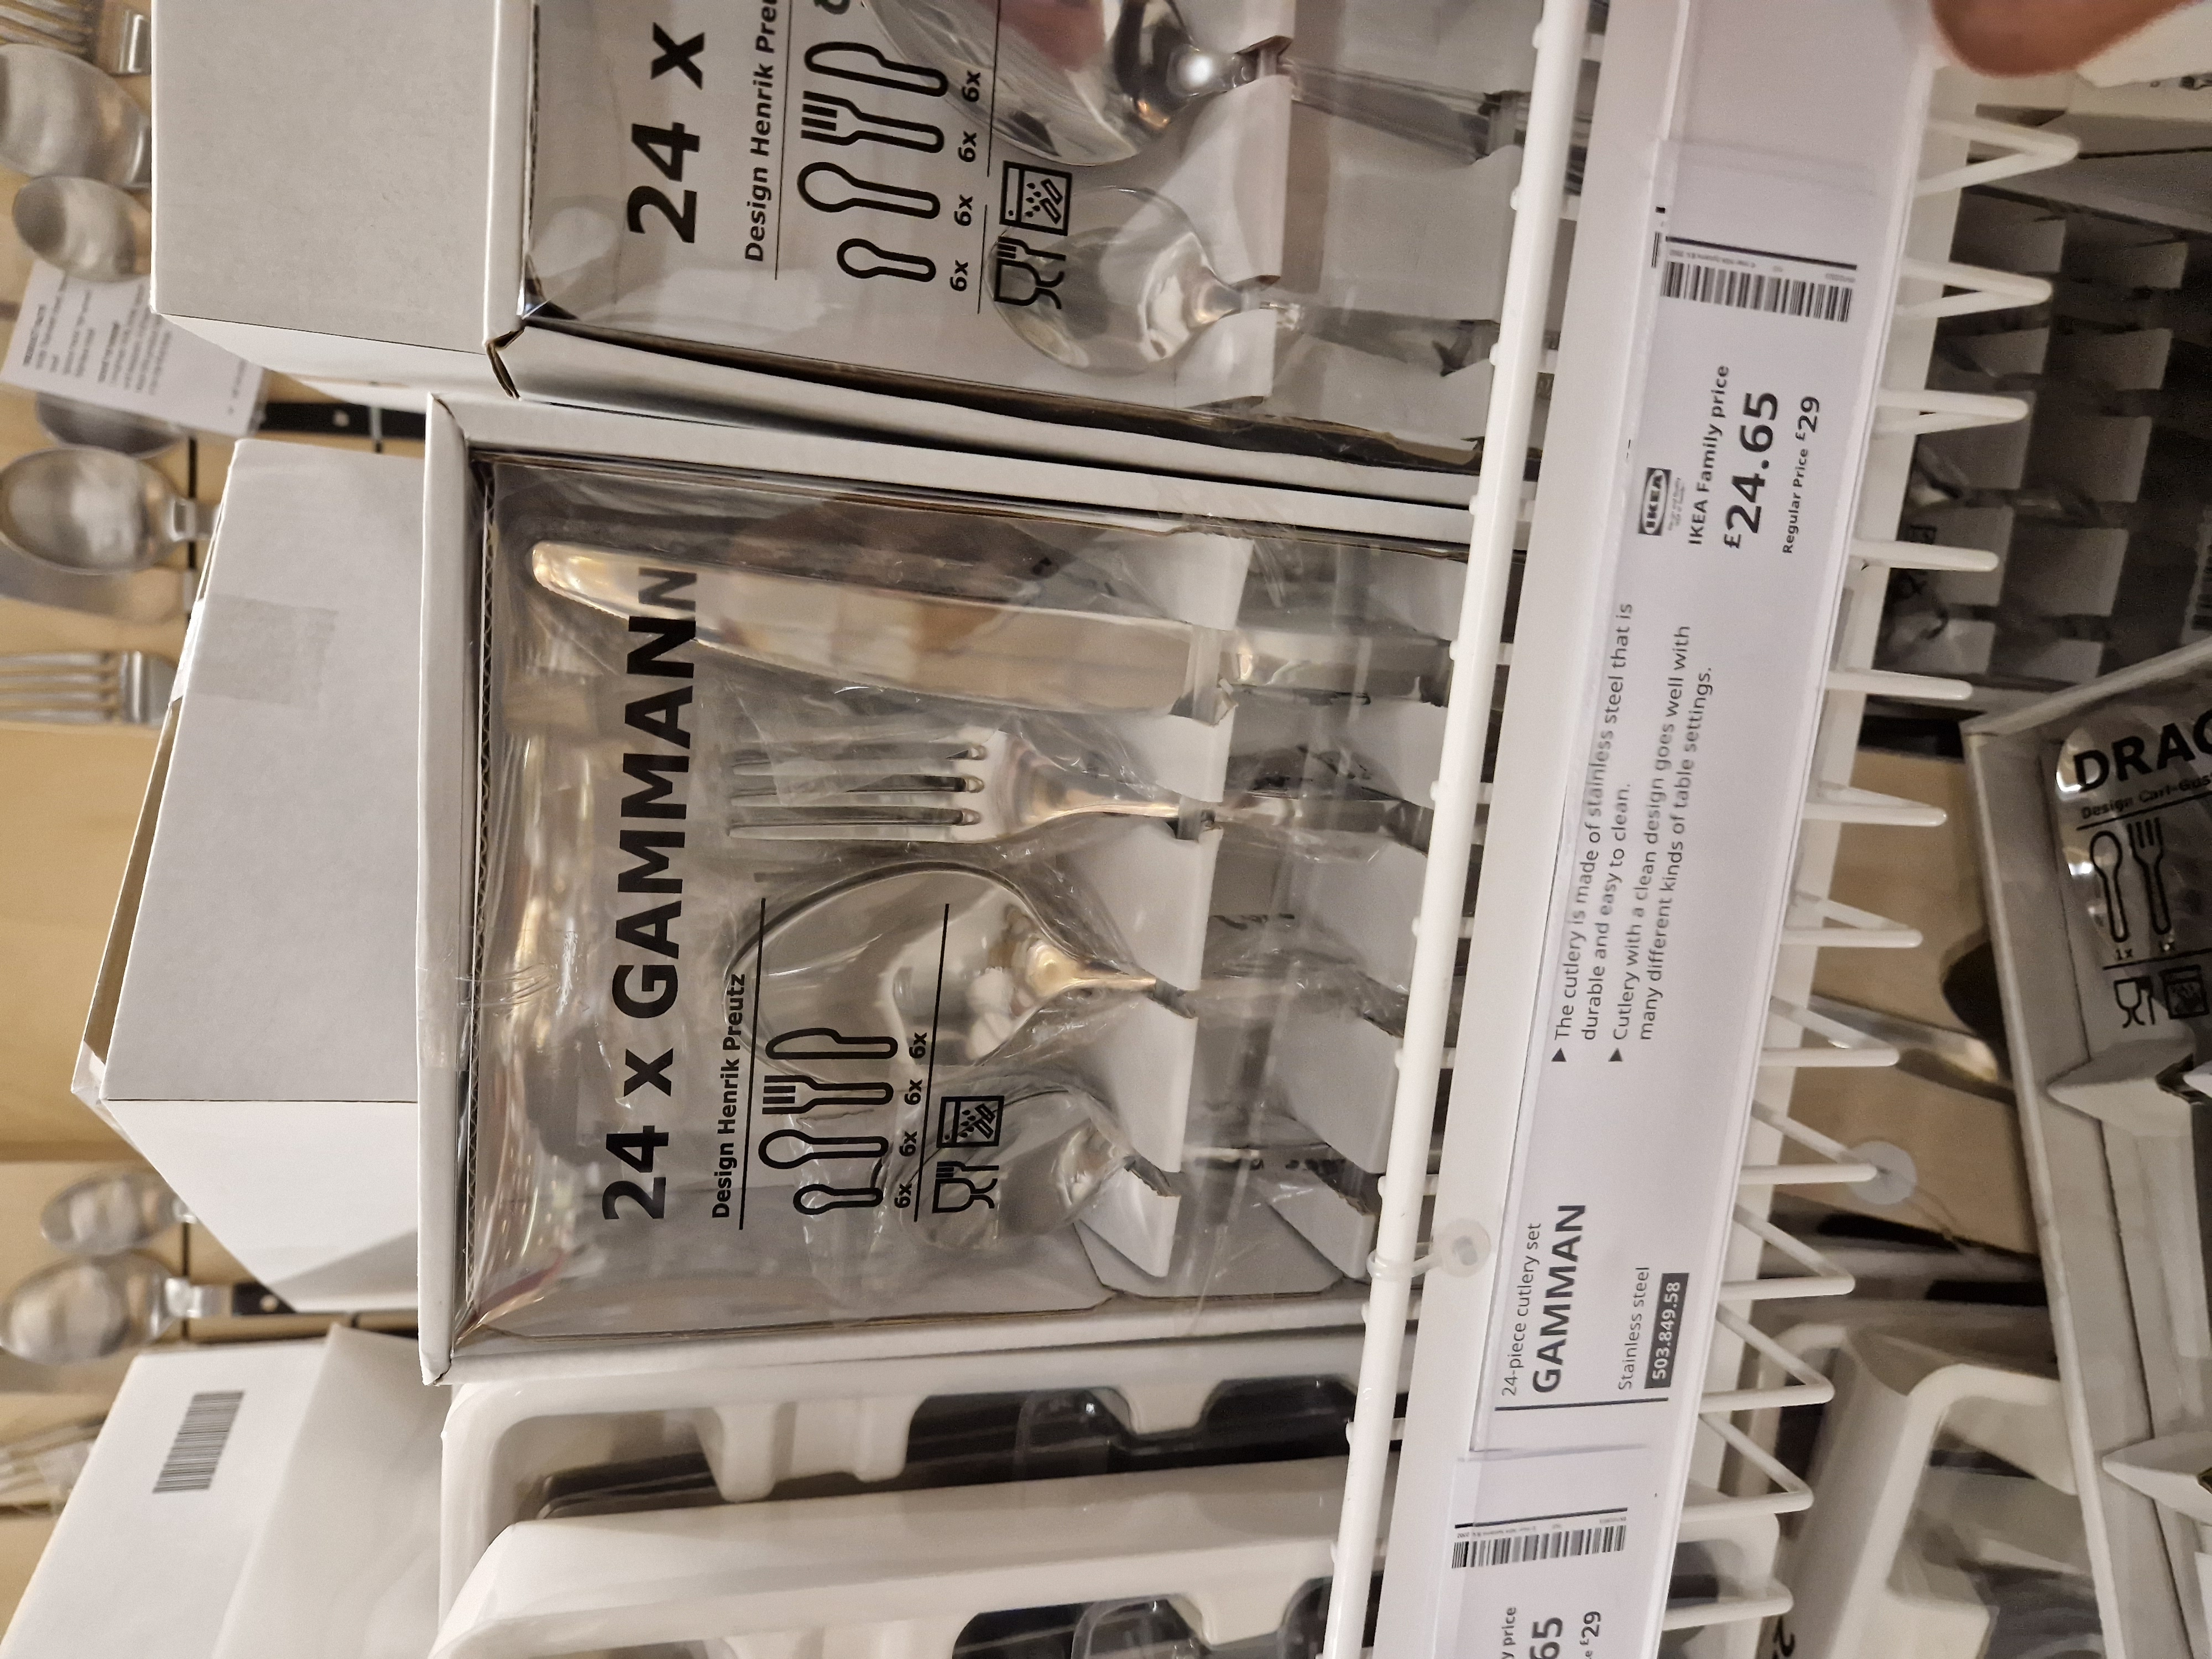 24 x GAMMAN
Design Henrik Preutz
6x 6x 6x 6x
24 x
Design Henrik
6x 6x 6x 6x
y price
65
£29
24-piece cutlery set
GAMMAN
Stainless steel
503.849.58
▶ The cutlery is made of stainless steel that is
durable and easy to clean.
▶ Cutlery with a clean design goes well with
many different kinds of table settings.
IKEA
IKEA Family price
£24.65
Regular Price £29
DRAG
Design
1x